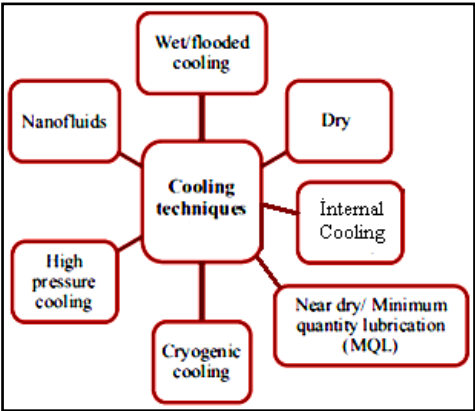 Wet/flooded
cooling
Nanofluids
Dry
Cooling
techniques
İnternal
Cooling
High
pressure
cooling
Near dry/ Minimum
quantity lubrication
(MQL)
Cryogenic
cooling